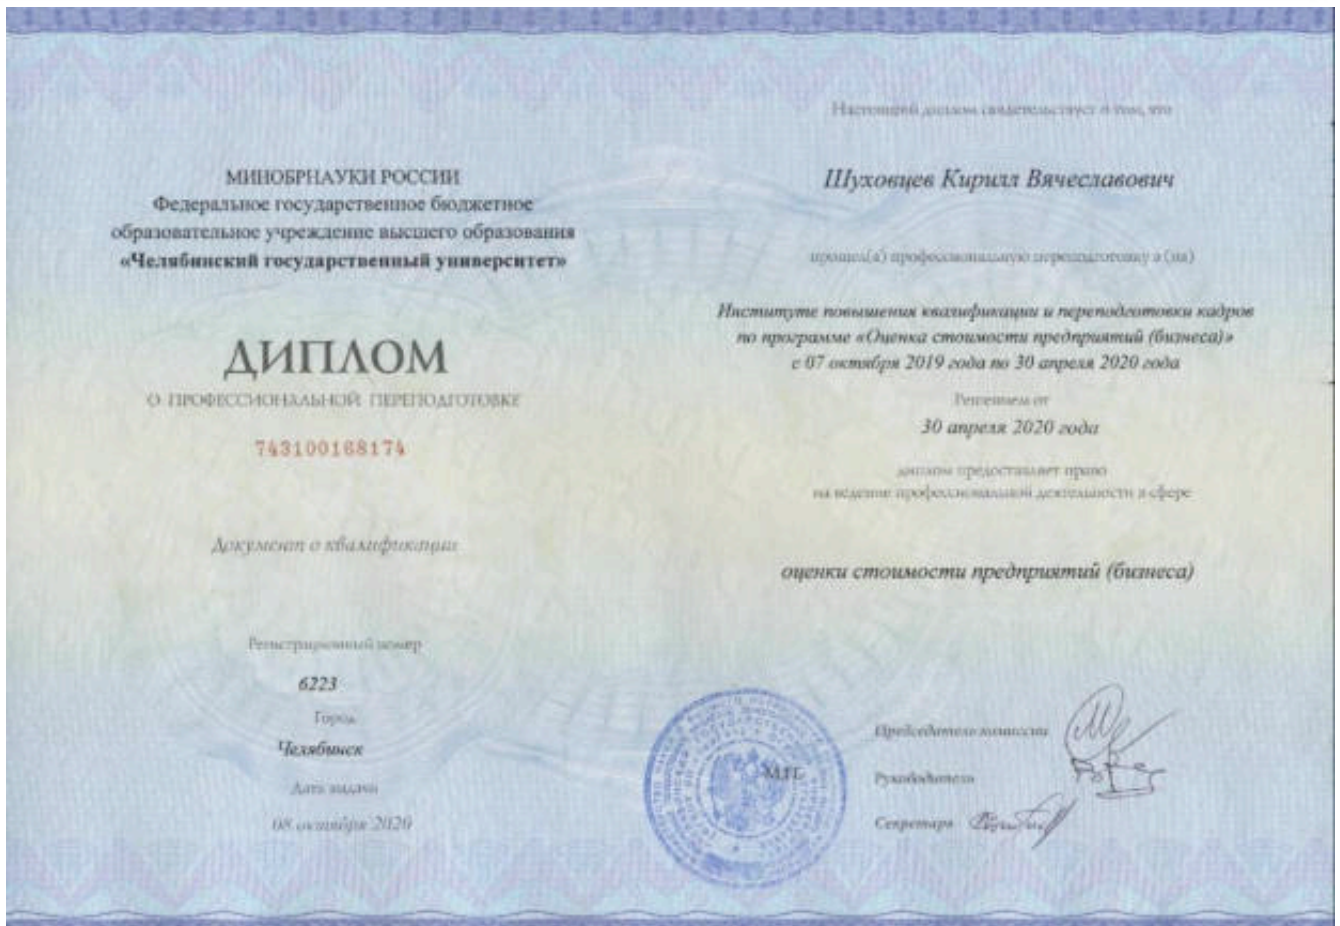 МИНОБРНАУКИ РОССИИ
Федеральное государственное бюджетное
образовательное учреждение высшего образования
«Челябинский государственный университет»
ДИПЛОМ
О ПРОФЕССИОНАЛЬНОЙ ПЕРЕПОДГОТОВКЕ
743100168174
Документ о квалификации
Регистрационный номер
6223
Город
Челябинск
Дата выдачи
08 октября 2020
Настоящий диплом свидетельствует о том, что
Шуховцев Кирилл Вячеславович
прошел(а) профессиональную переподготовку в (на)
Институте повышения квалификации и переподготовки кадров
по программе «Оценка стоимости предприятий (бизнеса)»
с 07 октября 2019 года по 30 апреля 2020 года
Решением от
30 апреля 2020 года
диплом предоставляет право
на ведение профессиональной деятельности в сфере
оценки стоимости предприятий (бизнеса)
М.П.
Председатель комиссии
Руководитель
Секретарь